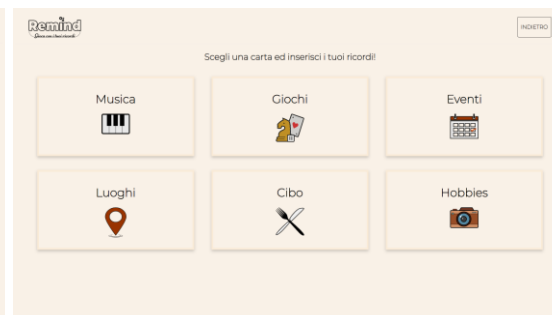 Remind
INDIETRO
Scegli una carta ed inserisci i tuoi ricordi!
Musica
Giochi
Eventi
Luoghi
Cibo
Hobbies